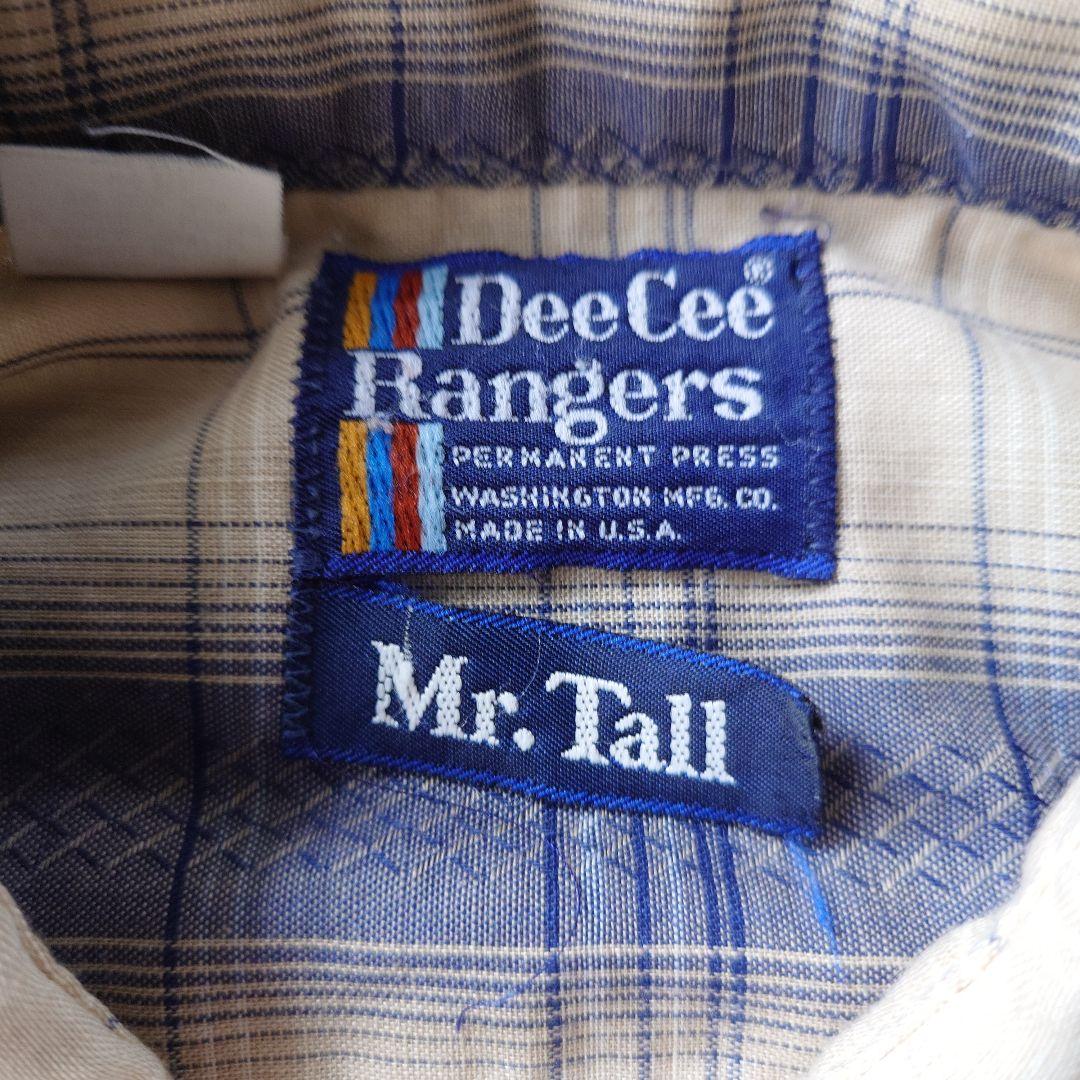 DeeCee®
Rangers
PERMANENT PRESS
WASHINGTON MFG. CO.
MADE IN U.S.A.
Mr. Tall